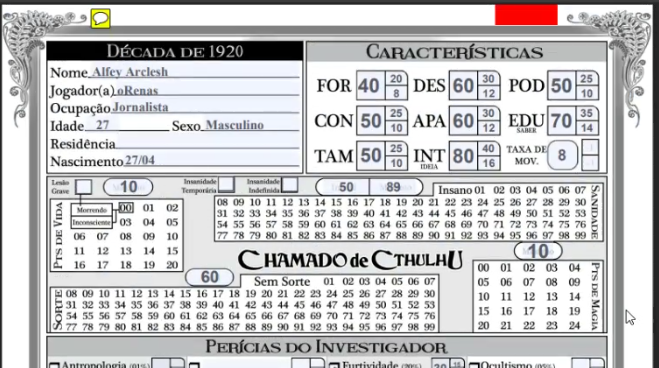 DÉCADA DE 1920
Nome Alfey Arclesh
Jogador(a) oRenas
Ocupação Jornalista
Idade 27 Sexo Masculino
Residência
Nascimento 27/04
CARACTERÍSTICAS
FOR 40 20 8 DES 60 30 12 POD 50 25 10
CON 50 25 10 APA 60 30 12 EDU SABER 70 35 14
TAM 50 25 10 INT IDEIA 80 40 16 TAXA DE MOV. 8
Lesão Grave 10 Insanidade Temporária Insanidade Indefinida 50 89 Insano 01 02 03 04 05 06 07
08 09 10 11 12 13 14 15 16 17 18 19 20 21 22 23 24 25 26 27 28 29 30
31 32 33 34 35 36 37 38 39 40 41 42 43 44 45 46 47 48 49 50 51 52 53
54 55 56 57 58 59 60 61 62 63 64 65 66 67 68 69 70 71 72 73 74 75 76
77 78 79 80 81 82 83 84 85 86 87 88 89 90 91 92 93 94 95 96 97 98 99
SANIDADE
PTS DE VIDA
Morrendo 00 01 02
Inconsciente 03 04 05
06 07 08 09 10
11 12 13 14 15
16 17 18 19 20
CHAMADO de CTHULHU
10
00 01 02 03 04
05 06 07 08 09
10 11 12 13 14
15 16 17 18 19
20 21 22 23 24
PTS DE MAGIA
60 Sem Sorte 01 02 03 04 05 06 07
08 09 10 11 12 13 14 15 16 17 18 19 20 21 22 23 24 25 26 27 28 29 30
31 32 33 34 35 36 37 38 39 40 41 42 43 44 45 46 47 48 49 50 51 52 53
54 55 56 57 58 59 60 61 62 63 64 65 66 67 68 69 70 71 72 73 74 75 76
77 78 79 80 81 82 83 84 85 86 87 88 89 90 91 92 93 94 95 96 97 98 99
SORTE
PERÍCIAS DO INVESTIGADOR
Antropologia (01%) Furtividade (20%) Ocultismo (05%)